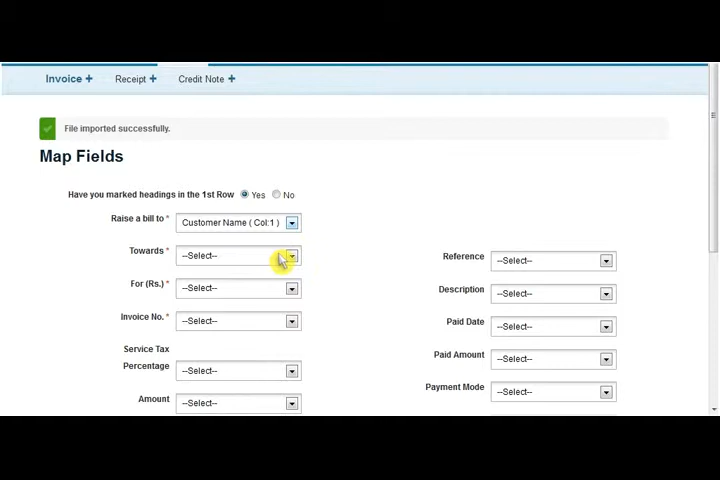 Invoice + Receipt + Credit Note +
File imported successfully.
Map Fields
Have you marked headings in the 1st Row Yes No
Raise a bill to * Customer Name ( Col:1 )
Towards * --Select--
For (Rs.) * --Select--
Invoice No. * --Select--
Service Tax
Percentage --Select--
Amount --Select--
Reference --Select--
Description --Select--
Paid Date --Select--
Paid Amount --Select--
Payment Mode --Select--